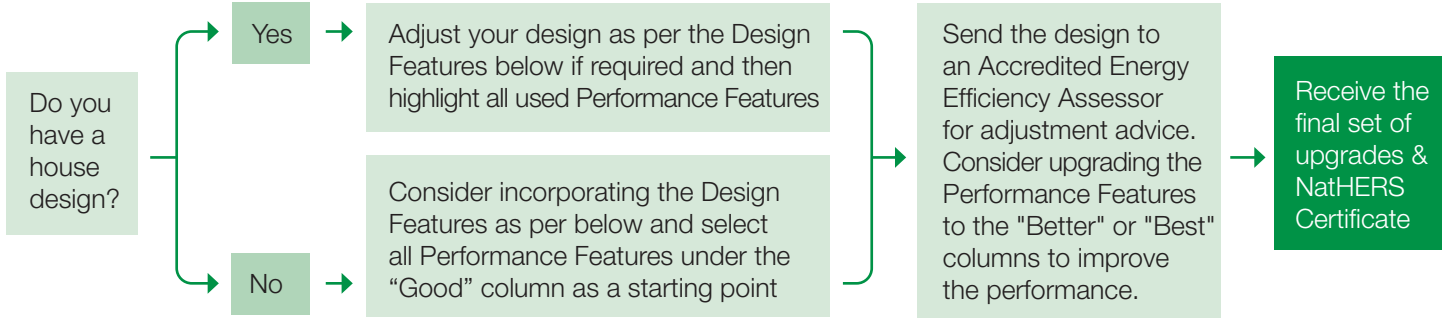 Do you
have a
house
design?
Yes
Adjust your design as per the Design
Features below if required and then
highlight all used Performance Features
No
Consider incorporating the Design
Features as per below and select
all Performance Features under the
“Good” column as a starting point
Send the design to
an Accredited Energy
Efficiency Assessor
for adjustment advice.
Consider upgrading the
Performance Features
to the "Better" or "Best"
columns to improve
the performance.
Receive the
final set of
upgrades &
NatHERS
Certificate